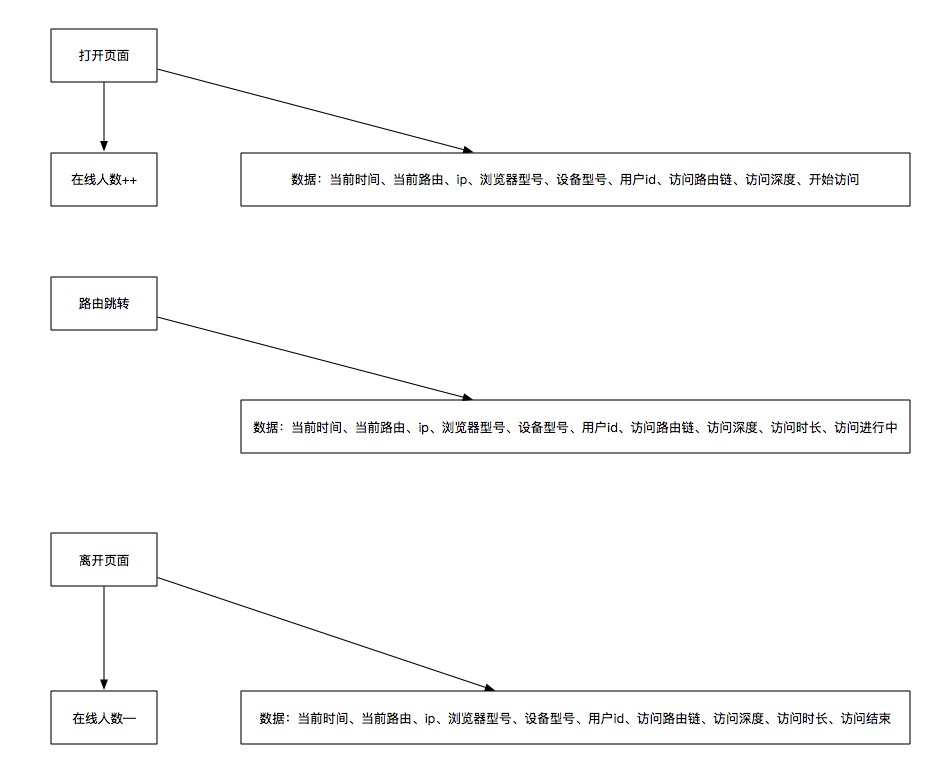 打开页面
在线人数++
数据：当前时间、当前路由、ip、浏览器型号、设备型号、用户id、访问路由链、访问深度、开始访问
路由跳转
数据：当前时间、当前路由、ip、浏览器型号、设备型号、用户id、访问路由链、访问深度、访问时长、访问进行中
离开页面
在线人数—
数据：当前时间、当前路由、ip、浏览器型号、设备型号、用户id、访问路由链、访问深度、访问时长、访问结束